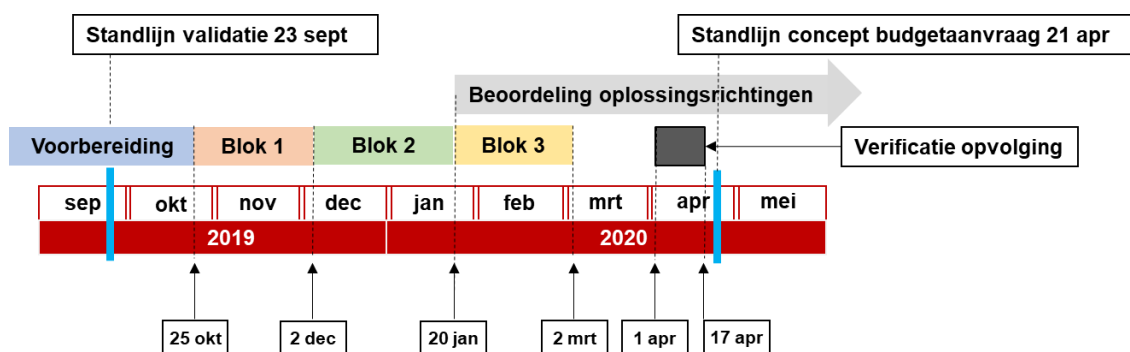 Standlijn validatie 23 sept
Standlijn concept budgetaanvraag 21 apr
Beoordeling oplossingsrichtingen
Voorbereiding
Blok 1
Blok 2
Blok 3
Verificatie opvolging
sep
okt
nov
dec
jan
feb
mrt
apr
mei
2019
2020
25 okt
2 dec
20 jan
2 mrt
1 apr
17 apr